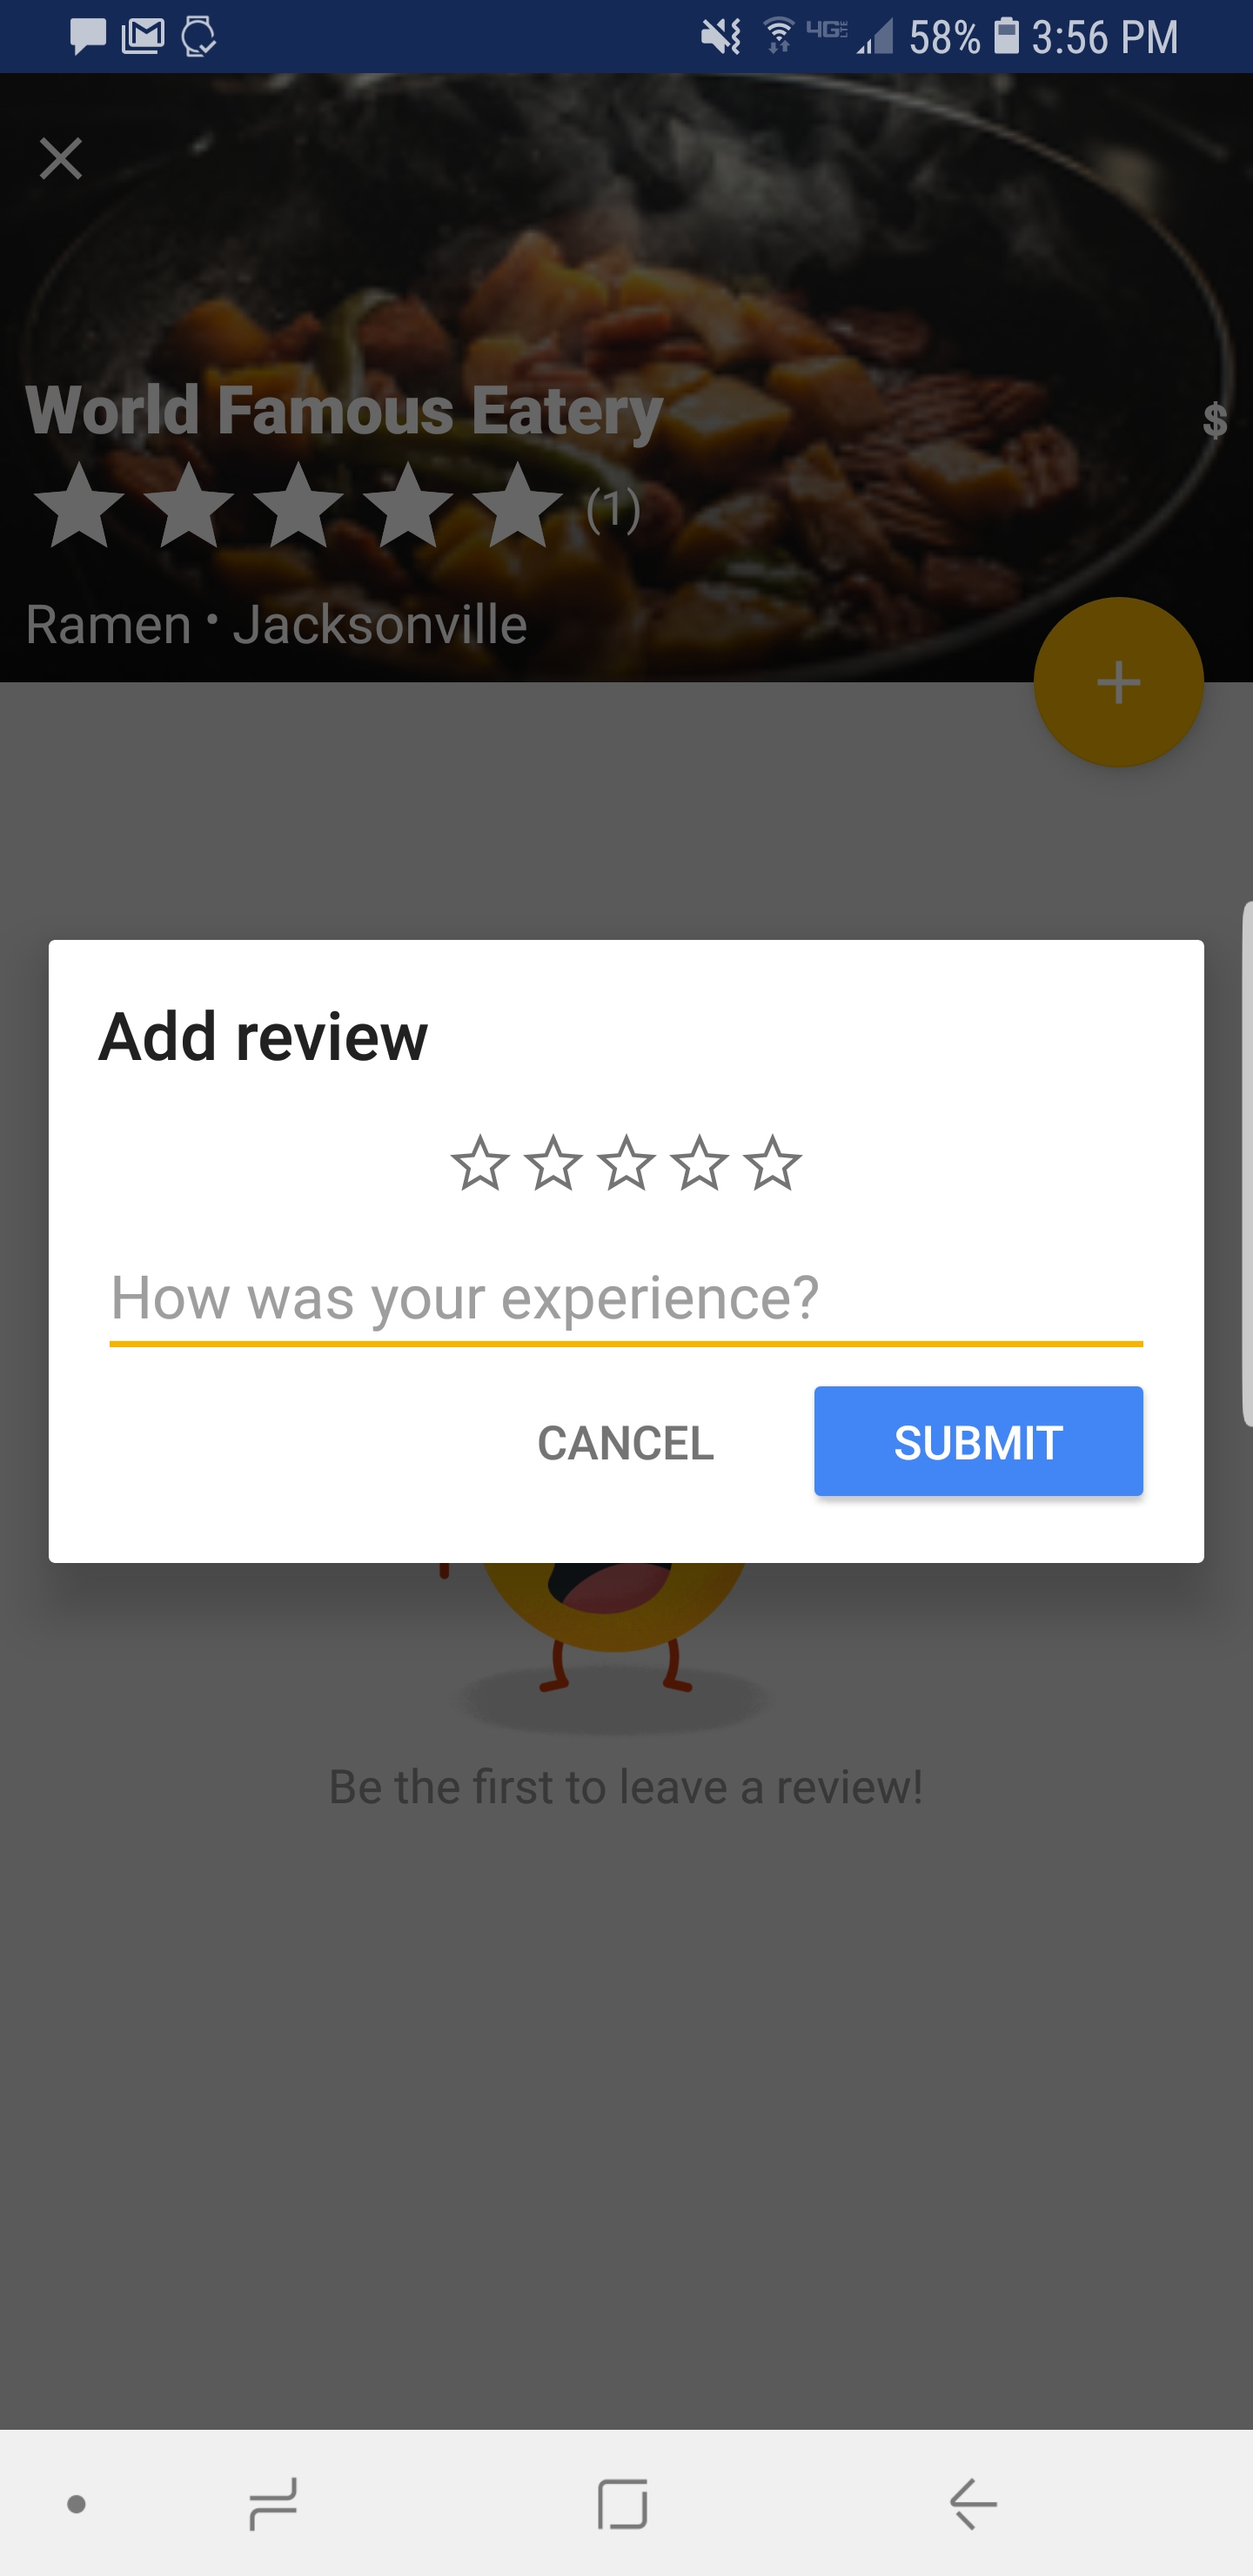 58% 3:56 PM
World Famous Eatery
$
(1)
Ramen • Jacksonville
+
Add review
How was your experience?
CANCEL SUBMIT
Be the first to leave a review!